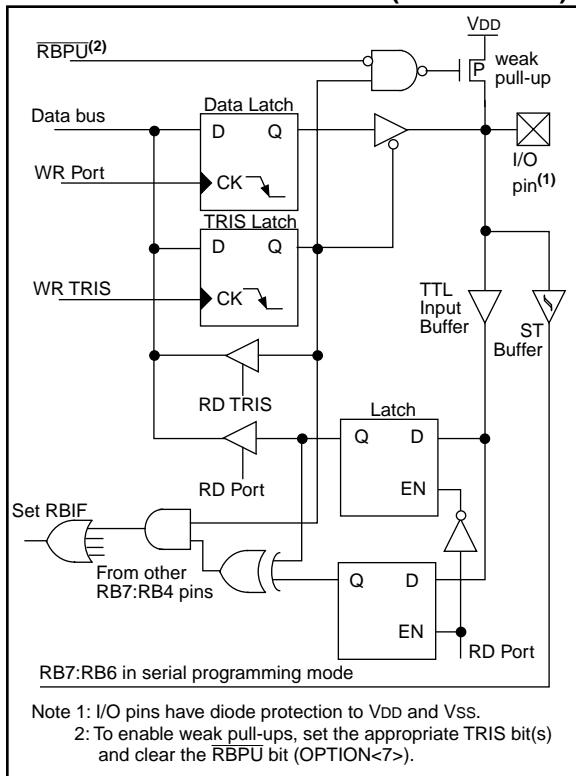 VDD
RBPU(2)
weak
pull-up
P
Data Latch
Data bus
D Q
I/O
pin(1)
WR Port
CK
TRIS Latch
D Q
WR TRIS
CK
TTL
Input
Buffer
ST
Buffer
RD TRIS
Latch
Q D
RD Port
EN
Set RBIF
From other
RB7:RB4 pins
Q D
EN
RD Port
RB7:RB6 in serial programming mode
Note 1: I/O pins have diode protection to VDD and VSS.
2: To enable weak pull-ups, set the appropriate TRIS bit(s)
and clear the RBPU bit (OPTION<7>).